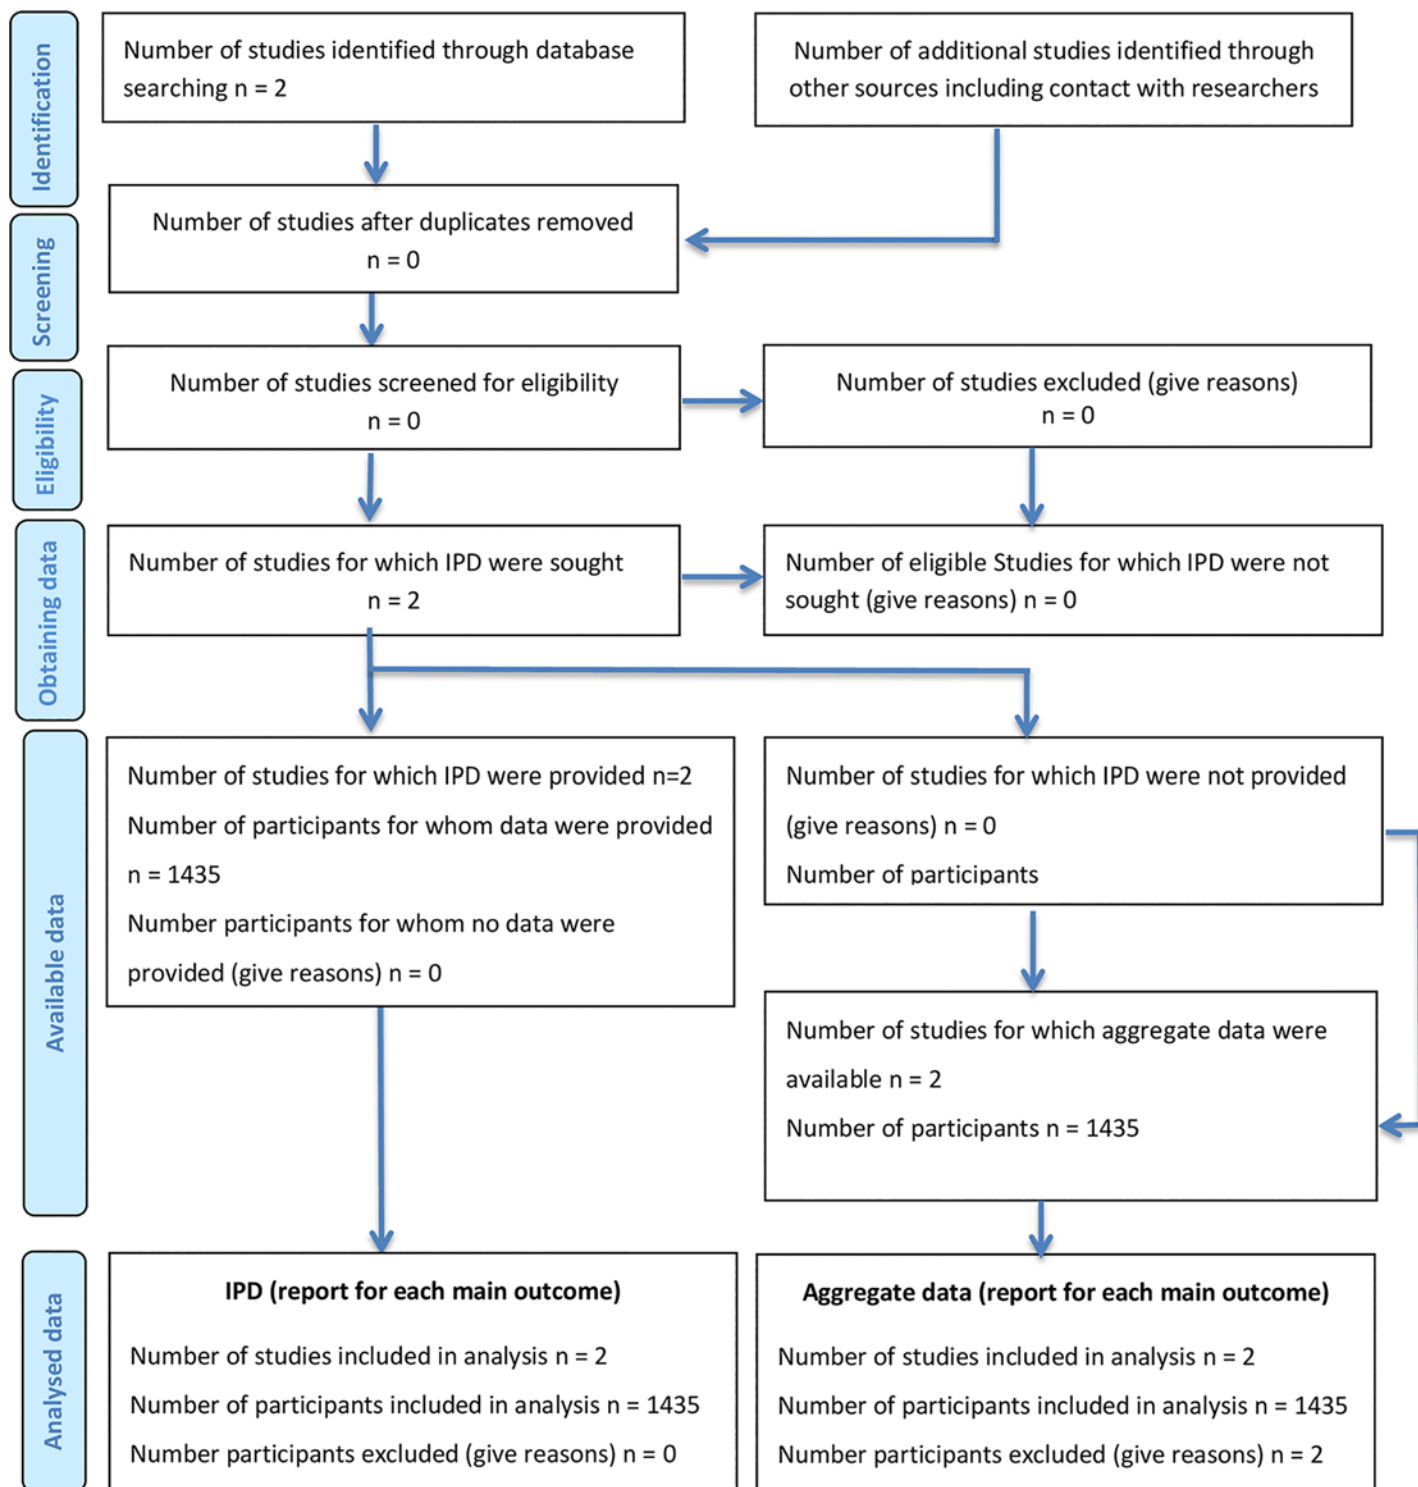 Identification
Number of studies identified through database
searching n = 2
Number of additional studies identified through
other sources including contact with researchers
Screening
Number of studies after duplicates removed
n = 0
Eligibility
Number of studies screened for eligibility
n = 0
Number of studies excluded (give reasons)
n = 0
Obtaining data
Number of studies for which IPD were sought
n = 2
Number of eligible Studies for which IPD were not
sought (give reasons) n = 0
Available data
Number of studies for which IPD were provided n=2
Number of participants for whom data were provided
n = 1435
Number participants for whom no data were
provided (give reasons) n = 0
Number of studies for which IPD were not provided
(give reasons) n = 0
Number of participants
Number of studies for which aggregate data were
available n = 2
Number of participants n = 1435
Analysed data
IPD (report for each main outcome)
Number of studies included in analysis n = 2
Number of participants included in analysis n = 1435
Number participants excluded (give reasons) n = 0
Aggregate data (report for each main outcome)
Number of studies included in analysis n = 2
Number of participants included in analysis n = 1435
Number participants excluded (give reasons) n = 2